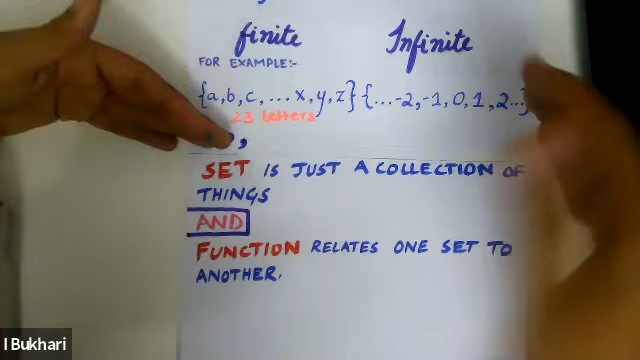 finite Infinite
FOR EXAMPLE:-
{a,b,c,...x,y,z} {...-2,-1,0,1,2...}
23 letters
SET IS JUST A COLLECTION OF
THINGS
AND
FUNCTION RELATES ONE SET TO
ANOTHER.
I Bukhari